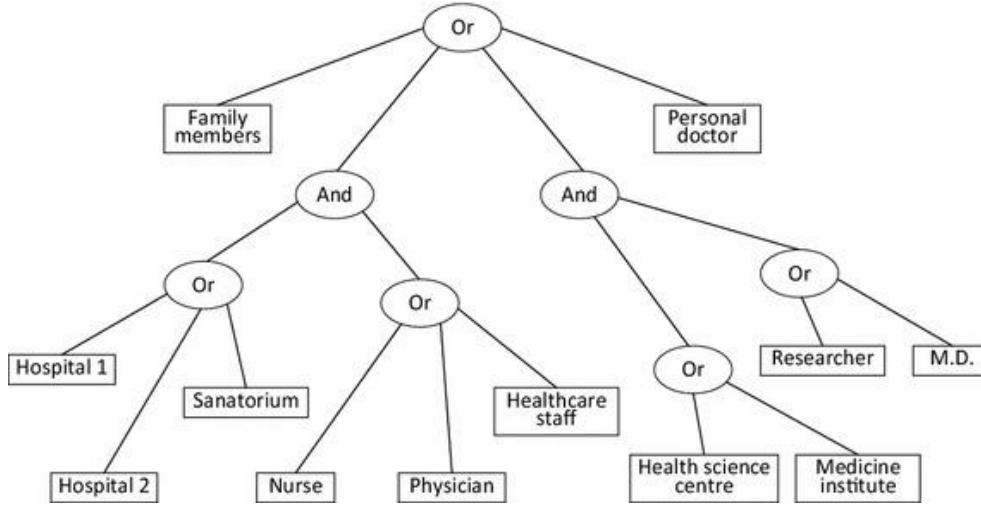 Or
Family
members
Personal
doctor
And
And
Or
Or
Or
Hospital 1
Sanatorium
Healthcare
staff
Or
Researcher
M.D.
Hospital 2
Nurse
Physician
Health science
centre
Medicine
institute